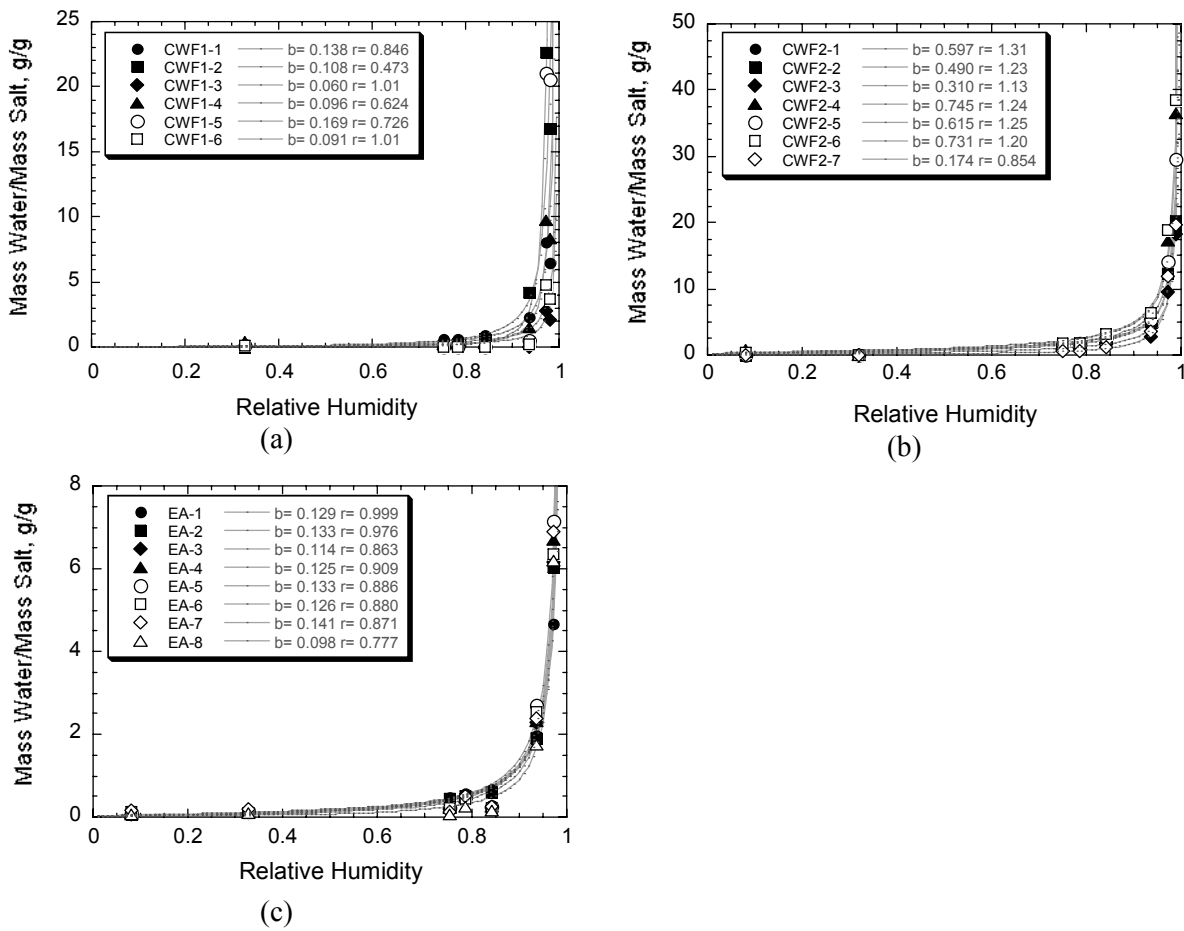 25
20
15
10
5
0
Mass Water/Mass Salt, g/g
CWF1-1 b= 0.138 r= 0.846
CWF1-2 b= 0.108 r= 0.473
CWF1-3 b= 0.060 r= 1.01
CWF1-4 b= 0.096 r= 0.624
CWF1-5 b= 0.169 r= 0.726
CWF1-6 b= 0.091 r= 1.01
0 0.2 0.4 0.6 0.8 1
Relative Humidity
(a)
50
40
30
20
10
0
Mass Water/Mass Salt, g/g
CWF2-1 b= 0.597 r= 1.31
CWF2-2 b= 0.490 r= 1.23
CWF2-3 b= 0.310 r= 1.13
CWF2-4 b= 0.745 r= 1.24
CWF2-5 b= 0.615 r= 1.25
CWF2-6 b= 0.731 r= 1.20
CWF2-7 b= 0.174 r= 0.854
0 0.2 0.4 0.6 0.8 1
Relative Humidity
(b)
8
6
4
2
0
Mass Water/Mass Salt, g/g
EA-1 b= 0.129 r= 0.999
EA-2 b= 0.133 r= 0.976
EA-3 b= 0.114 r= 0.863
EA-4 b= 0.125 r= 0.909
EA-5 b= 0.133 r= 0.886
EA-6 b= 0.126 r= 0.880
EA-7 b= 0.141 r= 0.871
EA-8 b= 0.098 r= 0.777
0 0.2 0.4 0.6 0.8 1
Relative Humidity
(c)